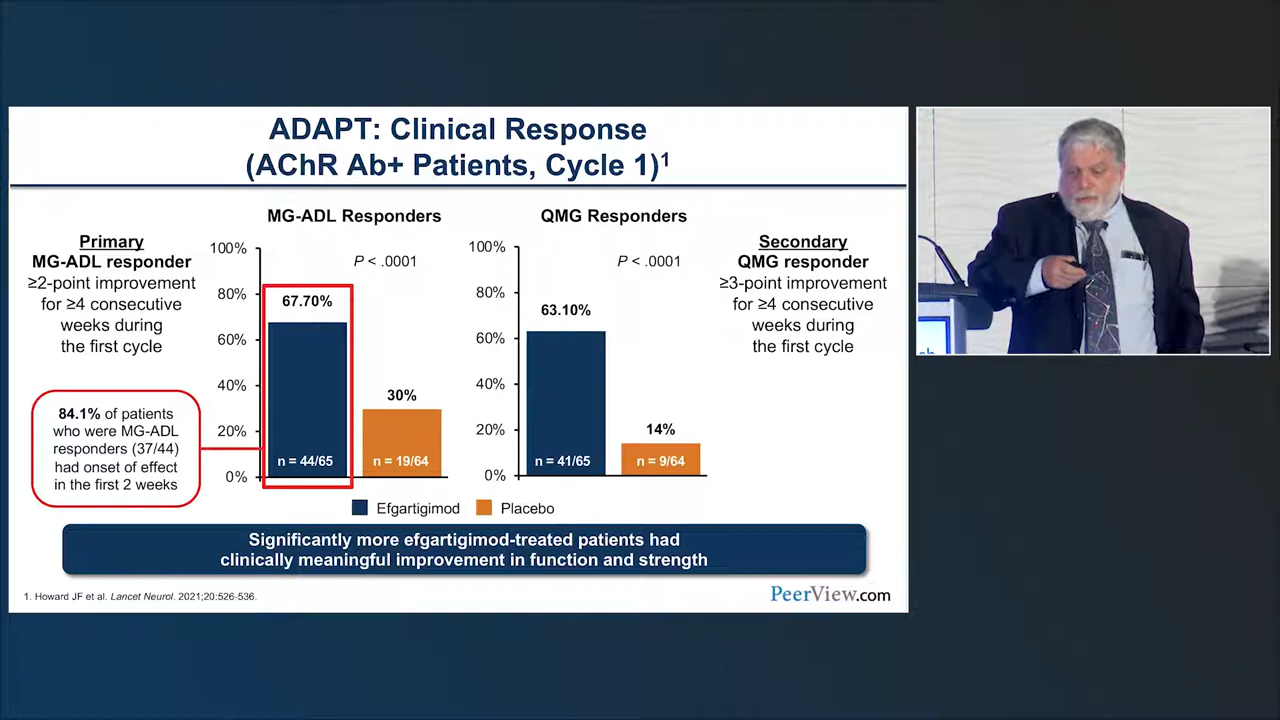 ADAPT: Clinical Response
(AChR Ab+ Patients, Cycle 1)1
Primary
MG-ADL responder
≥2-point improvement
for ≥4 consecutive
weeks during
the first cycle
84.1% of patients
who were MG-ADL
responders (37/44)
had onset of effect
in the first 2 weeks
MG-ADL Responders
P < .0001
100%
80%
60%
40%
20%
0%
67.70%
30%
n = 44/65
n = 19/64
QMG Responders
P < .0001
100%
80%
60%
40%
20%
0%
63.10%
14%
n = 41/65
n = 9/64
Secondary
QMG responder
≥3-point improvement
for ≥4 consecutive
weeks during
the first cycle
Efgartigimod
Placebo
Significantly more efgartigimod-treated patients had
clinically meaningful improvement in function and strength
1. Howard JF et al. Lancet Neurol. 2021;20:526-536.
PeerView.com